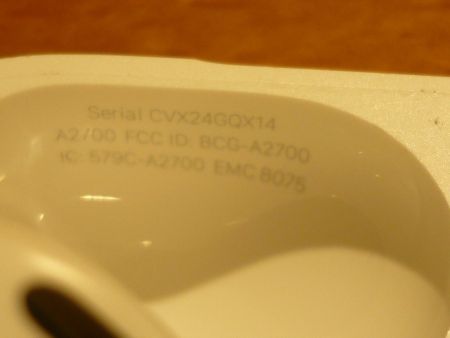 Serial CVX24GQX14
A2700 FCC ID: BCG-A2700
IC: 579C-A2700 EMC 8075